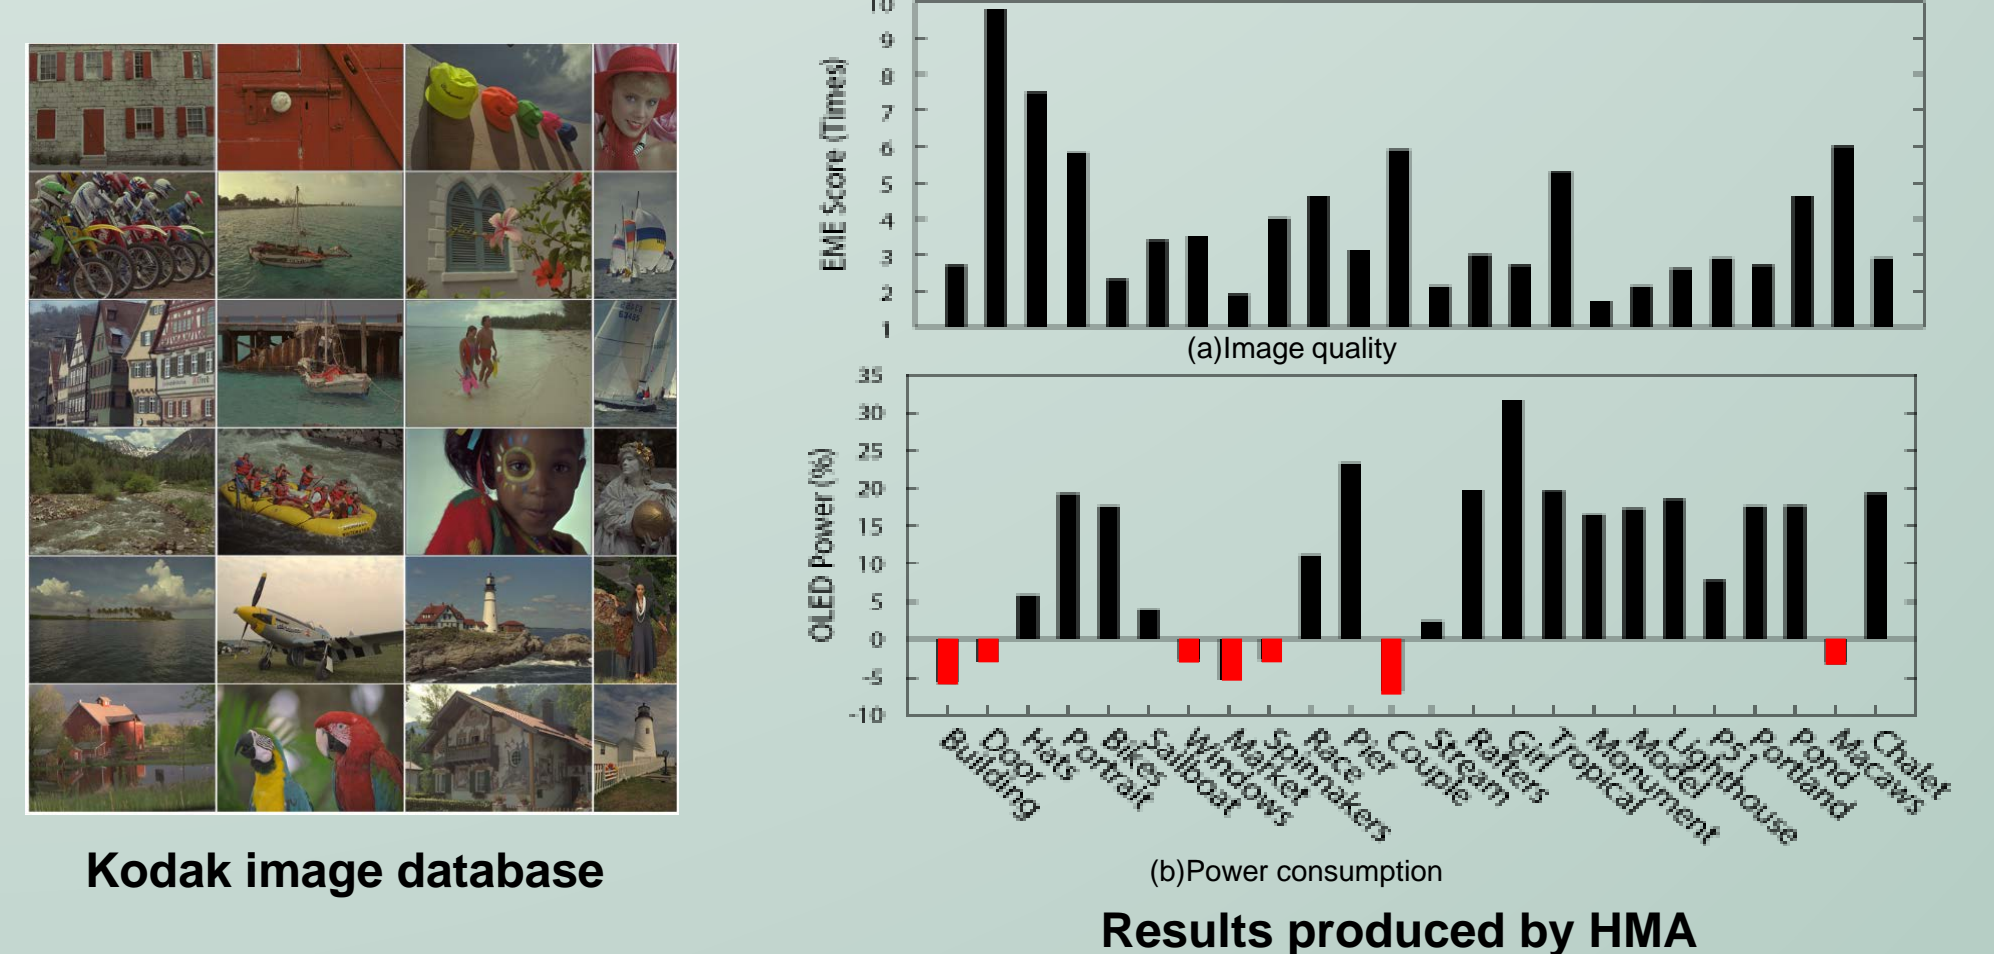 10
9
8
7
6
5
4
3
2
1
EME Score (Times)
(a)Image quality
35
30
25
20
15
10
5
0
-5
-10
OLED Power (%)
Building
Door
Hats
Portrait
Bikes
Sailboat
Windows
Market
Spinnakers
Race
Pier
Couple
Stream
Rafters
Girl
Tropical
Monument
Model
Lighthouse
P51
Portland
Pond
Macaws
Chalet
(b)Power consumption
Kodak image database
Results produced by HMA